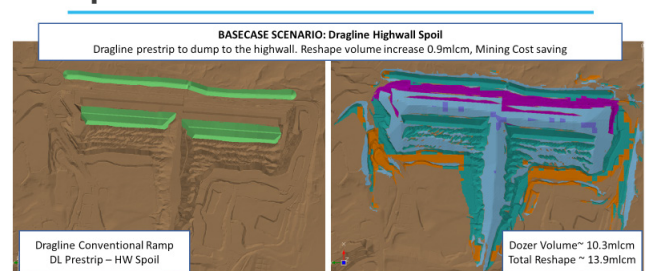 BASECASE SCENARIO: Dragline Highwall Spoil
Dragline prestrip to dump to the highwall. Reshape volume increase 0.9mlcm, Mining Cost saving
Dragline Conventional Ramp
DL Prestrip – HW Spoil
Dozer Volume~ 10.3mlcm
Total Reshape ~ 13.9mlcm